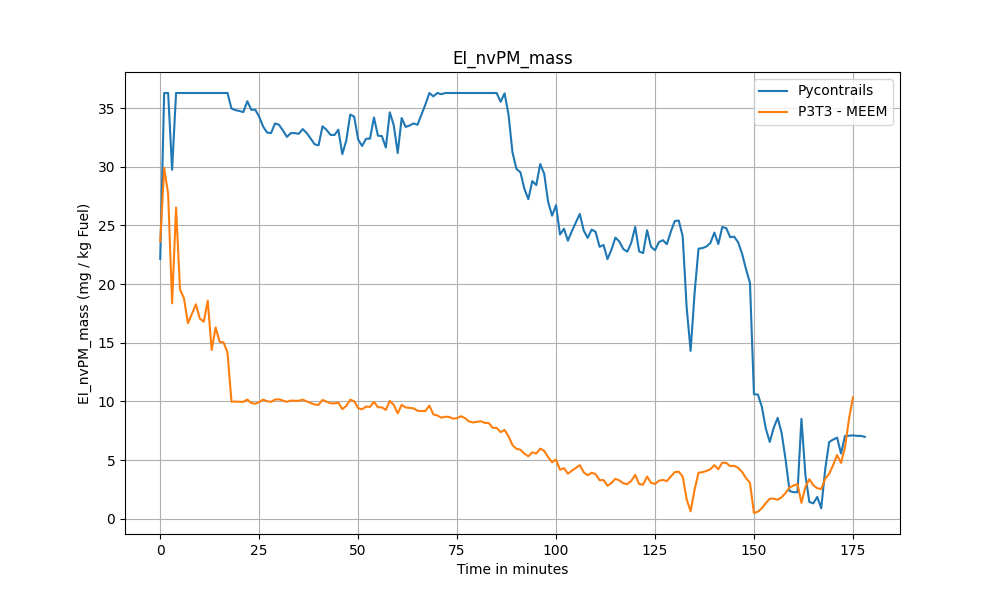 EI_nvPM_mass
Pycontrails
P3T3 - MEEM
EI_nvPM_mass (mg / kg Fuel)
35
30
25
20
15
10
5
0
0 25 50 75 100 125 150 175
Time in minutes